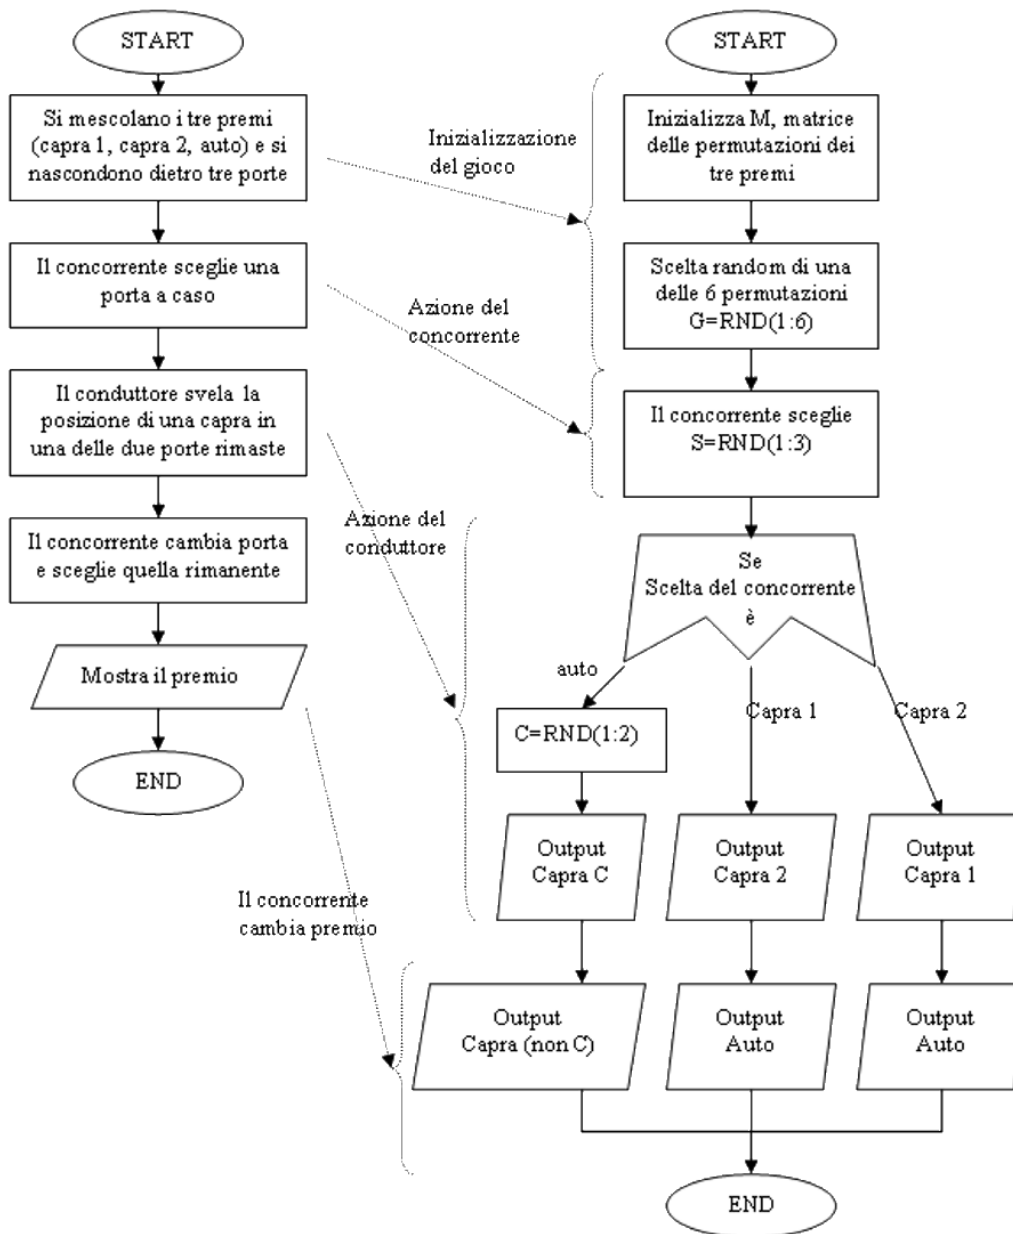 START
Si mescolano i tre premi
(capra 1, capra 2, auto) e si
nascondono dietro tre porte
Il concorrente sceglie una
porta a caso
Il conduttore svela la
posizione di una capra in
una delle due porte rimaste
Il concorrente cambia porta
e sceglie quella rimanente
Mostra il premio
END
Inizializzazione
del gioco
Azione del
concorrente
Azione del
conduttore
Il concorrente
cambia premio
START
Inizializza M, matrice
delle permutazioni dei
tre premi
Scelta random di una
delle 6 permutazioni
G=RND(1:6)
Il concorrente sceglie
S=RND(1:3)
Se
Scelta del concorrente
è
auto
Capra 1
Capra 2
C=RND(1:2)
Output
Capra C
Output
Capra 2
Output
Capra 1
Output
Capra (non C)
Output
Auto
Output
Auto
END